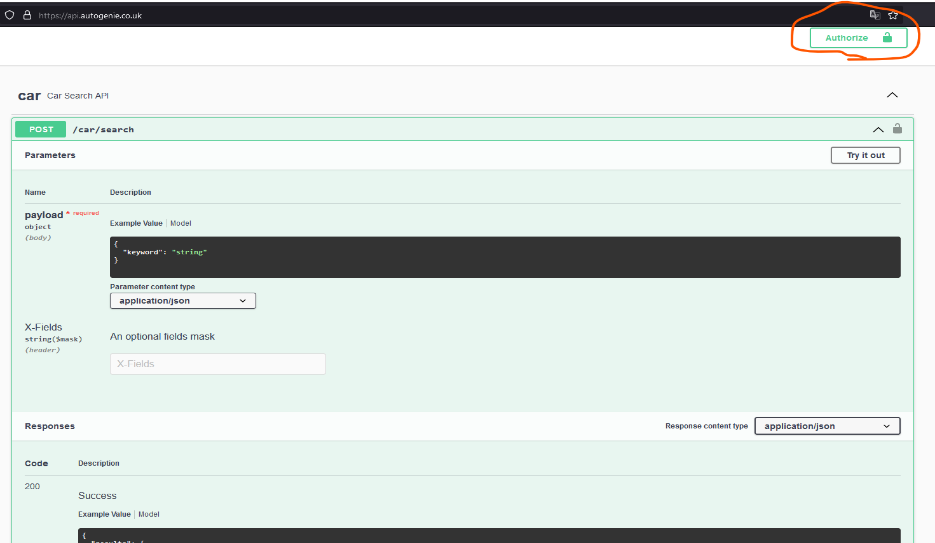 https://api.autogenie.co.uk
Authorize
car Car Search API
POST /car/search
Parameters
Try it out
Name Description
payload * required
object
(body)
Example Value | Model
{
"keyword": "string"
}
Parameter content type
application/json
X-Fields
string($mask)
(header)
An optional fields mask
X-Fields
Responses
Response content type application/json
Code Description
200
Success
Example Value | Model
{